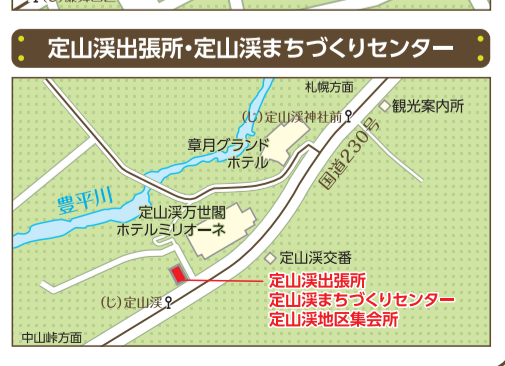 定山渓出張所・定山渓まちづくりセンター
札幌方面
(じ)定山渓神社前
観光案内所
章月グランド
ホテル
国道230号
豊平川
定山渓万世閣
ホテルミリオーネ
定山渓交番
定山渓出張所
定山渓まちづくりセンター
定山渓地区集会所
(じ)定山渓
中山峠方面